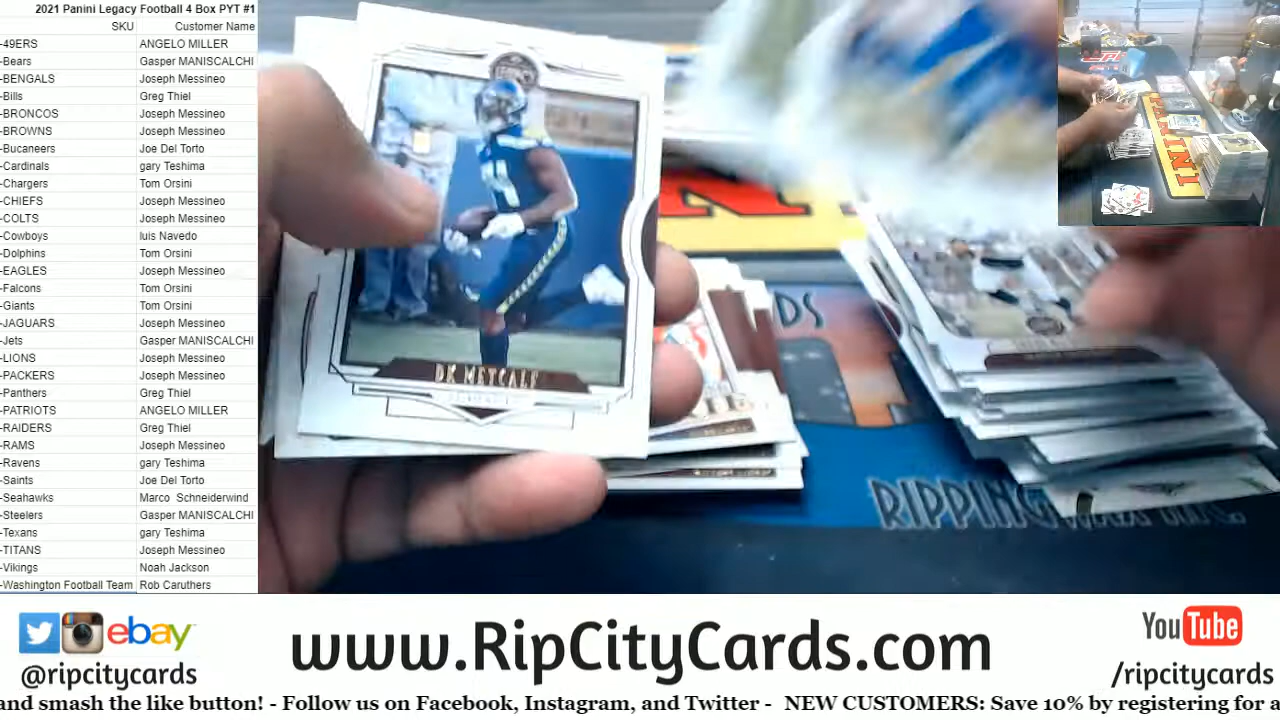 2021 Panini Legacy Football 4 Box PYT #1
SKU Customer Name
-49ERS ANGELO MILLER
-Bears Gasper MANISCALCHI
-BENGALS Joseph Messineo
-Bills Greg Thiel
-BRONCOS Joseph Messineo
-BROWNS Joseph Messineo
-Bucaneers Joe Del Torto
-Cardinals gary Teshima
-Chargers Tom Orsini
-CHIEFS Joseph Messineo
-COLTS Joseph Messineo
-Cowboys luis Navedo
-Dolphins Tom Orsini
-EAGLES Joseph Messineo
-Falcons Tom Orsini
-Giants Tom Orsini
-JAGUARS Joseph Messineo
-Jets Gasper MANISCALCHI
-LIONS Joseph Messineo
-PACKERS Joseph Messineo
-Panthers Greg Thiel
-PATRIOTS ANGELO MILLER
-RAIDERS Greg Thiel
-RAMS Joseph Messineo
-Ravens gary Teshima
-Saints Joe Del Torto
-Seahawks Marco Schneiderwind
-Steelers Gasper MANISCALCHI
-Texans gary Teshima
-TITANS Joseph Messineo
-Vikings Noah Jackson
-Washington Football Team Rob Caruthers
PANINI
DK METCALF
DS
RIPPING
ebay
@ripcitycards
www.RipCityCards.com
YouTube
/ripcitycards
and smash the like button! - Follow us on Facebook, Instagram, and Twitter - NEW CUSTOMERS: Save 10% by registering for a